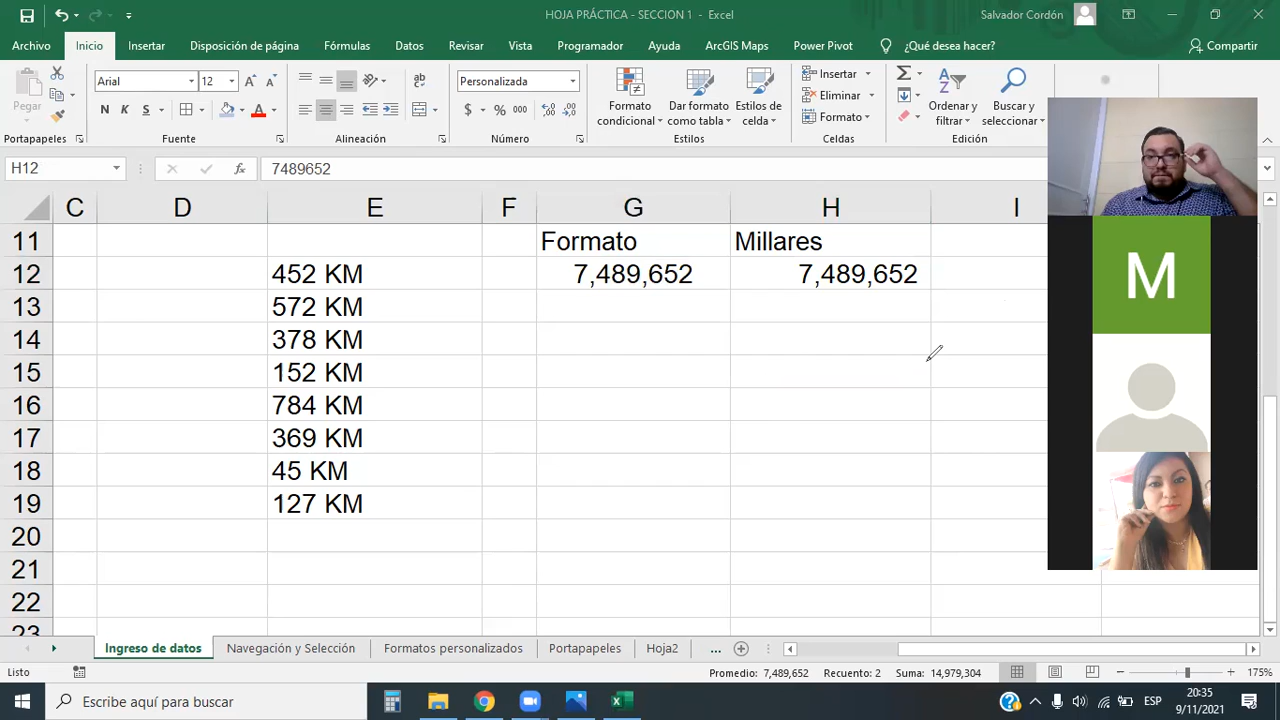 HOJA PRÁCTICA - SECCION 1 - Excel
Salvador Cordón
Archivo Inicio Insertar Disposición de página Fórmulas Datos Revisar Vista Programador Ayuda ArcGIS Maps Power Pivot ¿Qué desea hacer? Compartir
Pegar
Arial 12
N K S
ab
Personalizada
$ % 000
Formato condicional
Dar formato como tabla
Estilos de celda
Insertar
Eliminar
Formato
Ordenar y filtrar
Buscar y seleccionar
Portapapeles Fuente Alineación Número Estilos Celdas Edición
H12 fx 7489652
C D E F G H I
11 Formato Millares
12 452 KM 7,489,652 7,489,652
13 572 KM
14 378 KM
15 152 KM
16 784 KM
17 369 KM
18 45 KM
19 127 KM
20
21
22
23
M
Ingreso de datos Navegación y Selección Formatos personalizados Portapapeles Hoja2 ...
Listo Promedio: 7,489,652 Recuento: 2 Suma: 14,979,304 175%
Escribe aquí para buscar
ESP
20:35
9/11/2021